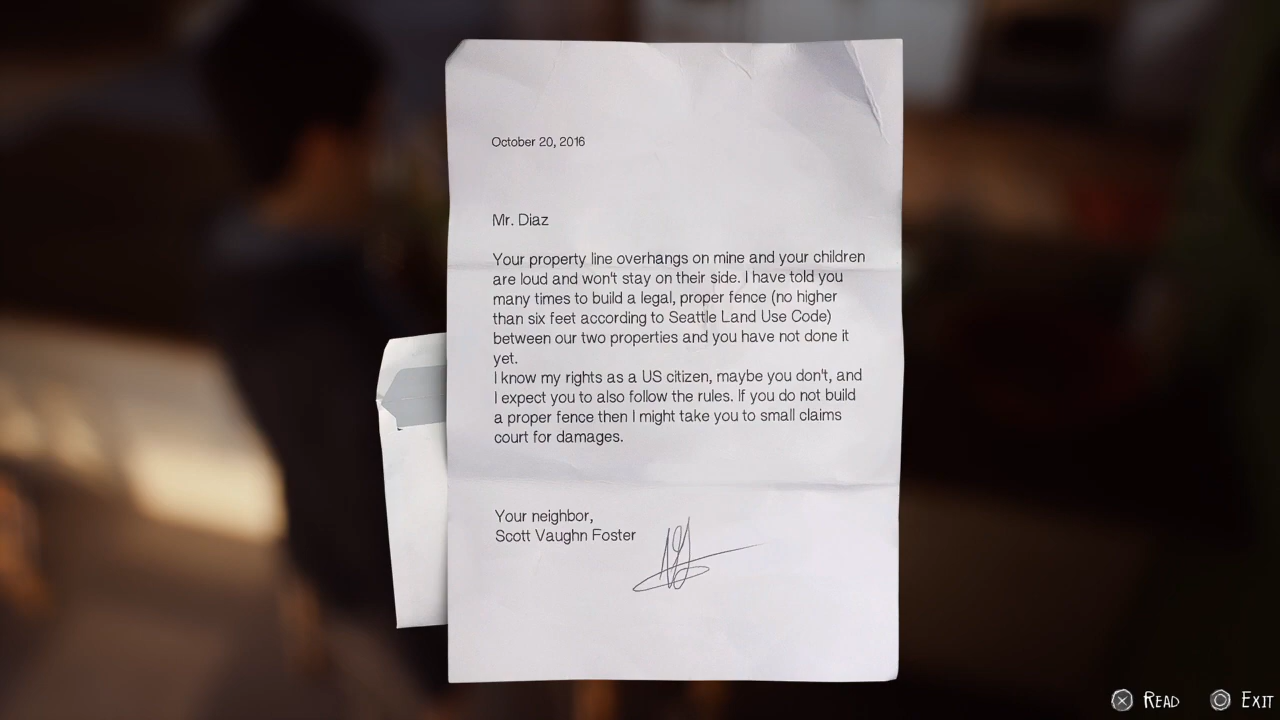 October 20, 2016
Mr. Diaz
Your property line overhangs on mine and your children
are loud and won't stay on their side. I have told you
many times to build a legal, proper fence (no higher
than six feet according to Seattle Land Use Code)
between our two properties and you have not done it
yet.
I know my rights as a US citizen, maybe you don't, and
I expect you to also follow the rules. If you do not build
a proper fence then I might take you to small claims
court for damages.
Your neighbor,
Scott Vaughn Foster
READ EXIT